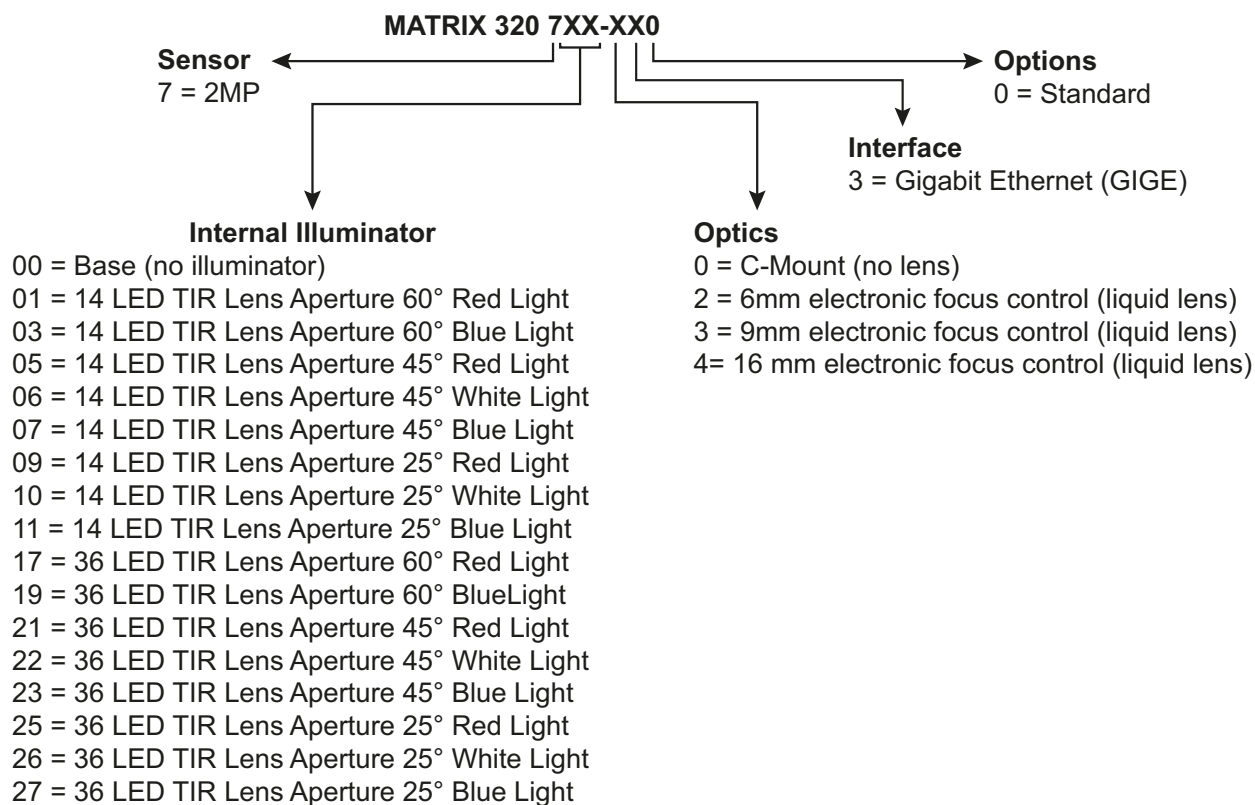 MATRIX 320 7XX-XX0
Sensor
7 = 2MP
Options
0 = Standard
Interface
3 = Gigabit Ethernet (GIGE)
Internal Illuminator
00 = Base (no illuminator)
01 = 14 LED TIR Lens Aperture 60° Red Light
03 = 14 LED TIR Lens Aperture 60° Blue Light
05 = 14 LED TIR Lens Aperture 45° Red Light
06 = 14 LED TIR Lens Aperture 45° White Light
07 = 14 LED TIR Lens Aperture 45° Blue Light
09 = 14 LED TIR Lens Aperture 25° Red Light
10 = 14 LED TIR Lens Aperture 25° White Light
11 = 14 LED TIR Lens Aperture 25° Blue Light
17 = 36 LED TIR Lens Aperture 60° Red Light
19 = 36 LED TIR Lens Aperture 60° BlueLight
21 = 36 LED TIR Lens Aperture 45° Red Light
22 = 36 LED TIR Lens Aperture 45° White Light
23 = 36 LED TIR Lens Aperture 45° Blue Light
25 = 36 LED TIR Lens Aperture 25° Red Light
26 = 36 LED TIR Lens Aperture 25° White Light
27 = 36 LED TIR Lens Aperture 25° Blue Light
Optics
0 = C-Mount (no lens)
2 = 6mm electronic focus control (liquid lens)
3 = 9mm electronic focus control (liquid lens)
4= 16 mm electronic focus control (liquid lens)